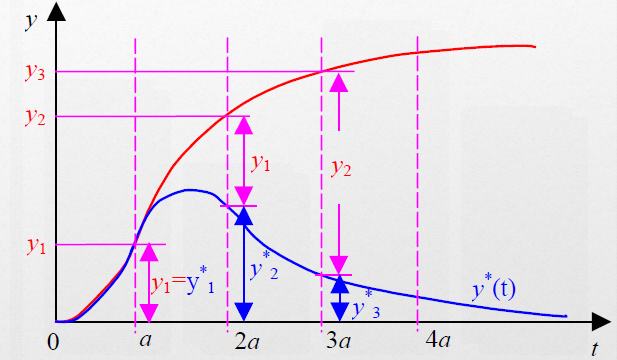 y
y₃
y₂
y₁
y₂
y₁
y₁=y*₁
y*₂
y*₃
y*(t)
0
a
2a
3a
4a
t